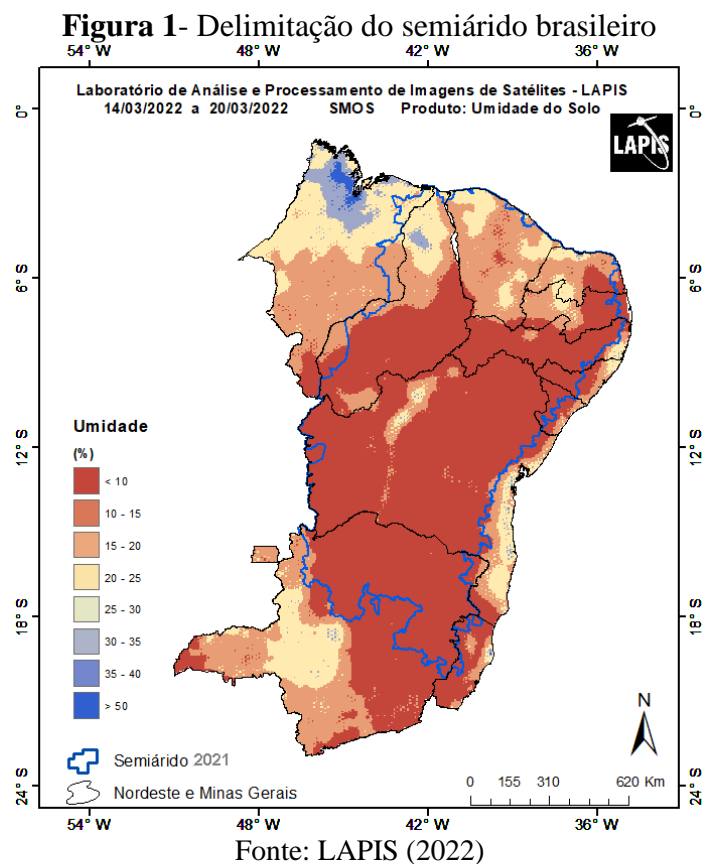 Figura 1- Delimitação do semiárido brasileiro
54° W 48° W 42° W 36° W
Laboratório de Análise e Processamento de Imagens de Satélites - LAPIS
14/03/2022 a 20/03/2022 SMOS Produto: Umidade do Solo
LAPIS
0°
0°
6° S
6° S
12° S
12° S
18° S
18° S
24° S
24° S
Umidade
(%)
< 10
10 - 15
15 - 20
20 - 25
25 - 30
30 - 35
35 - 40
> 50
Semiárido 2021
Nordeste e Minas Gerais
N
0 155 310 620 Km
54° W 48° W 42° W 36° W
Fonte: LAPIS (2022)